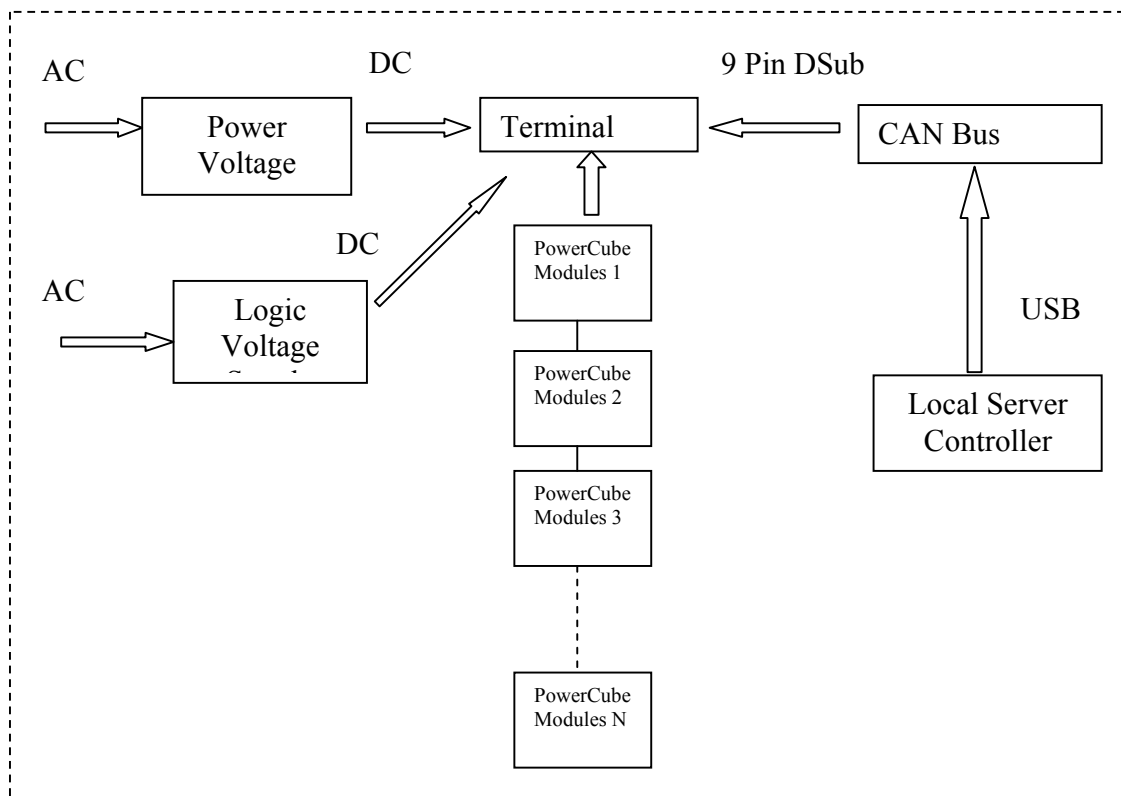 AC
DC
9 Pin DSub
Power
Voltage
Terminal
CAN Bus
DC
PowerCube
Modules 1
AC
Logic
Voltage
USB
PowerCube
Modules 2
Local Server
Controller
PowerCube
Modules 3
PowerCube
Modules N